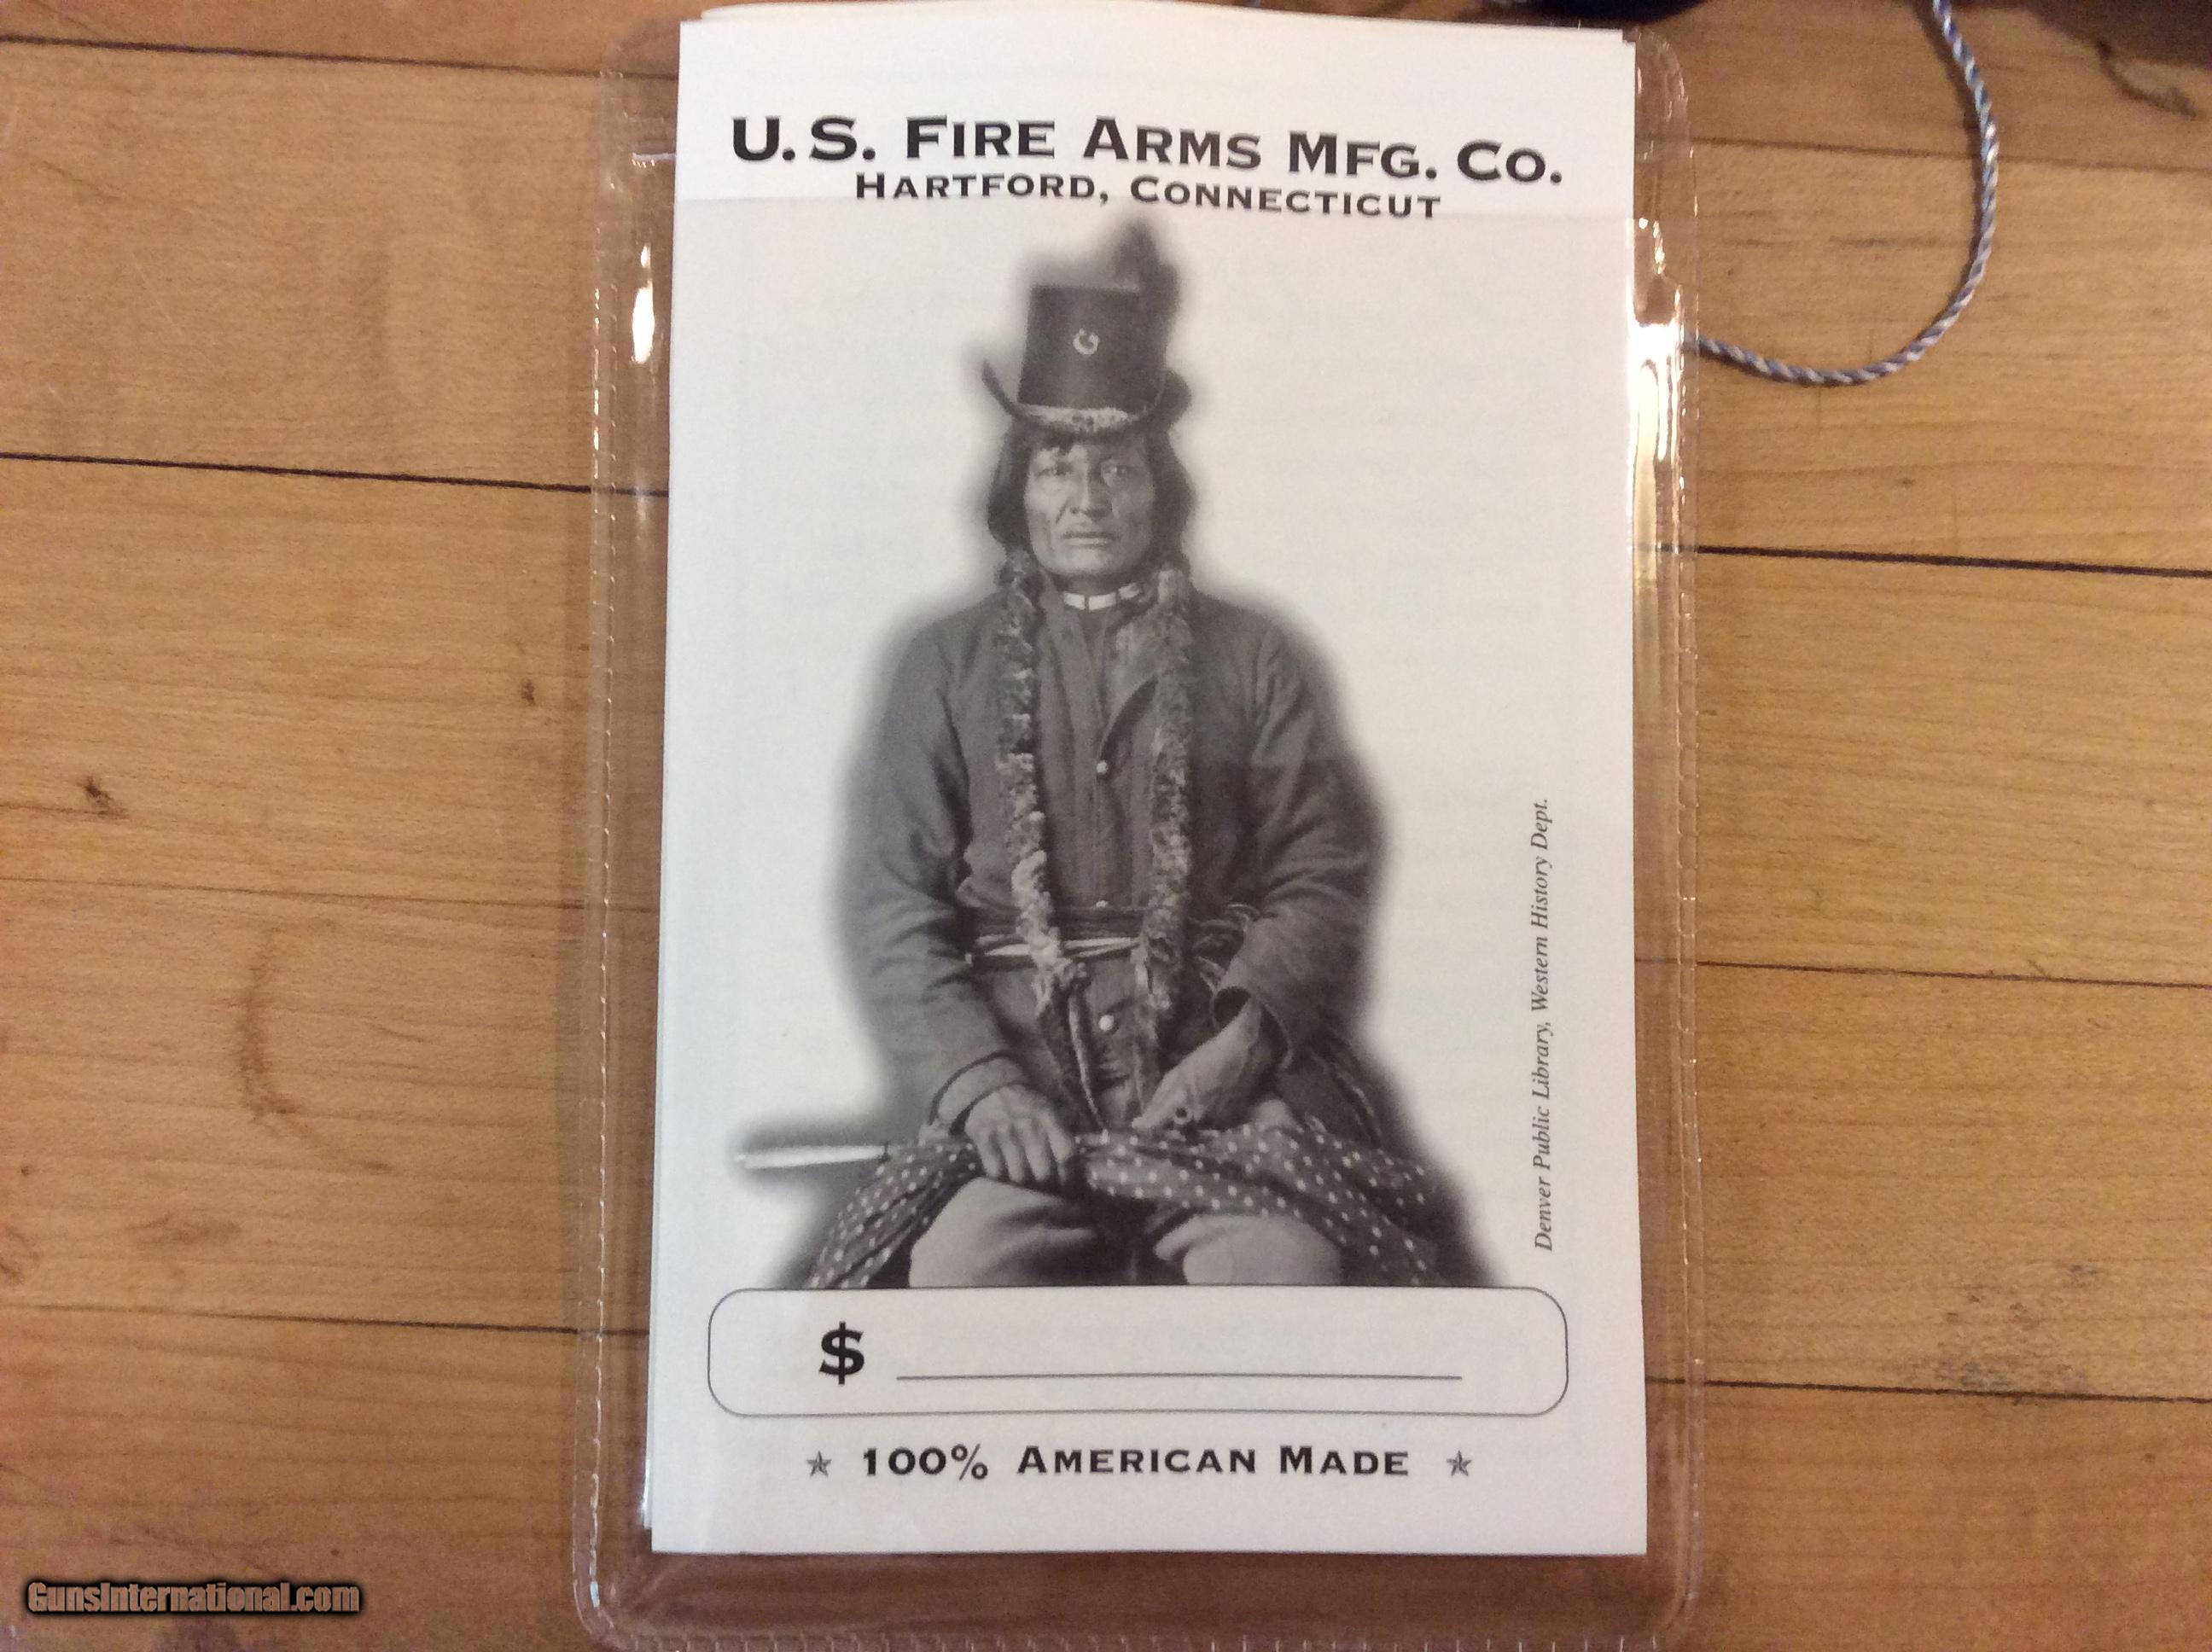 U.S. FIRE ARMS MFG. CO.
HARTFORD, CONNECTICUT
Denver Public Library, Western History Dept.
$
★ 100% AMERICAN MADE ★
GunsInternational.com